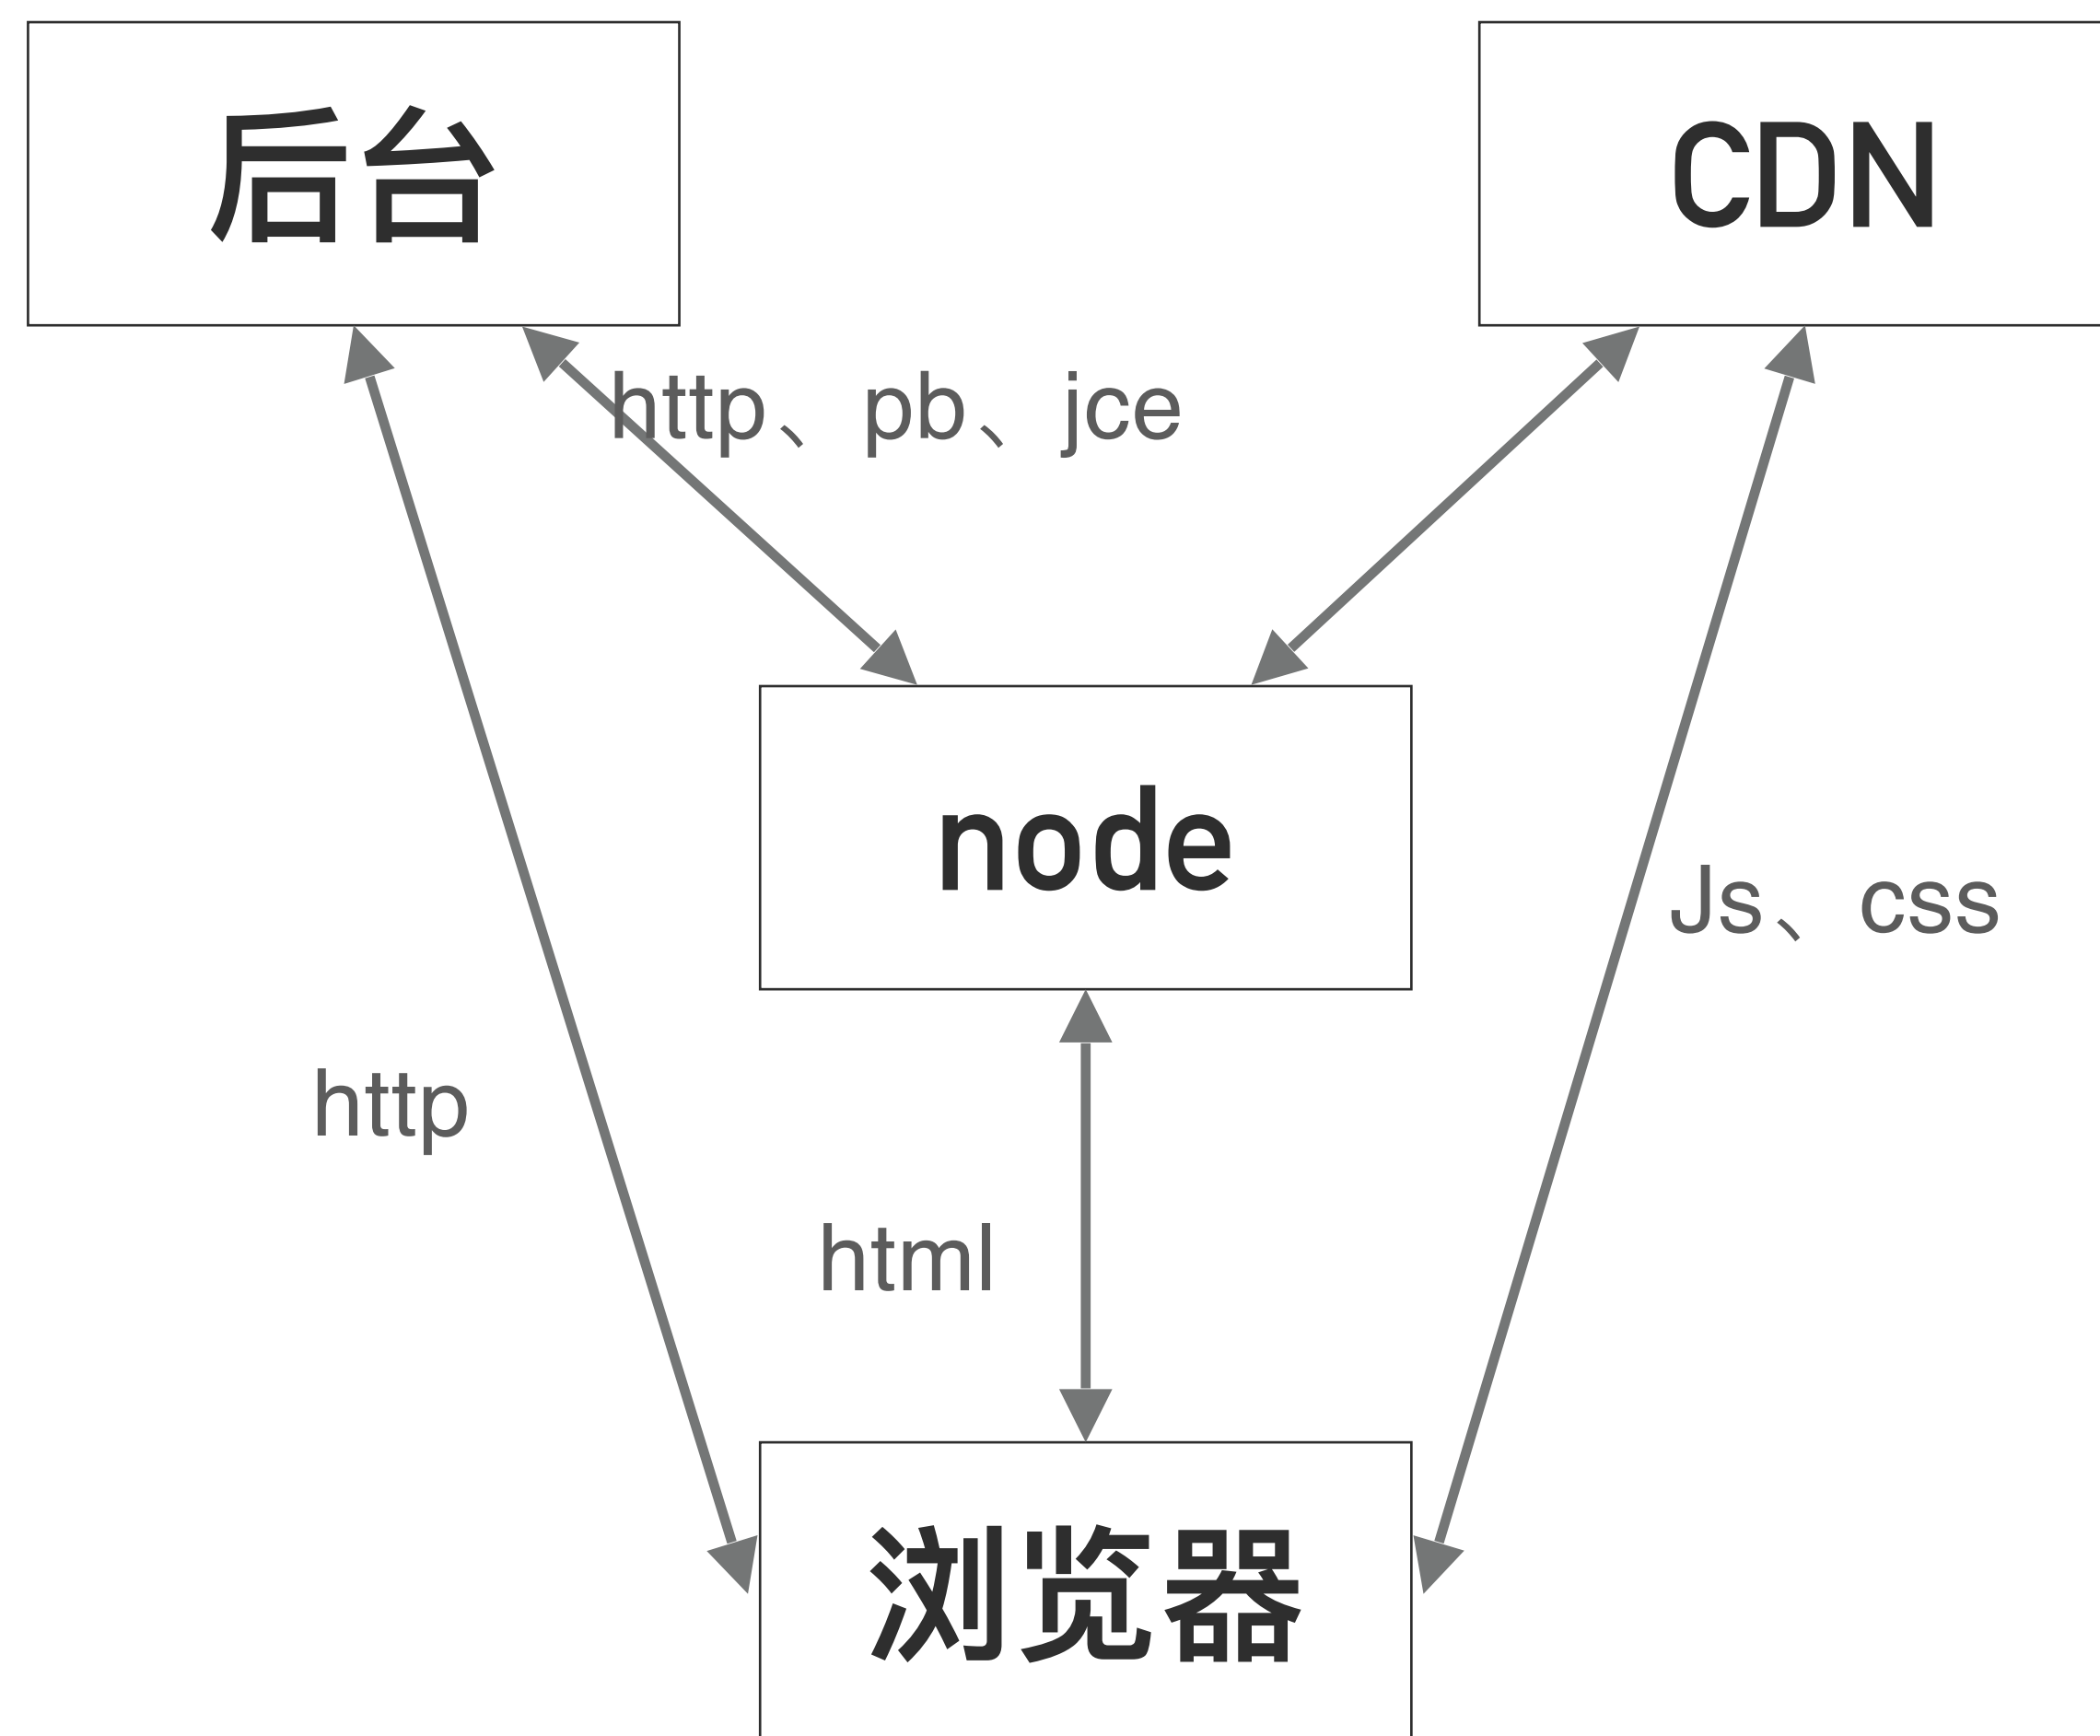 后台
CDN
http、pb、jce
node
Js、css
http
html
浏览器